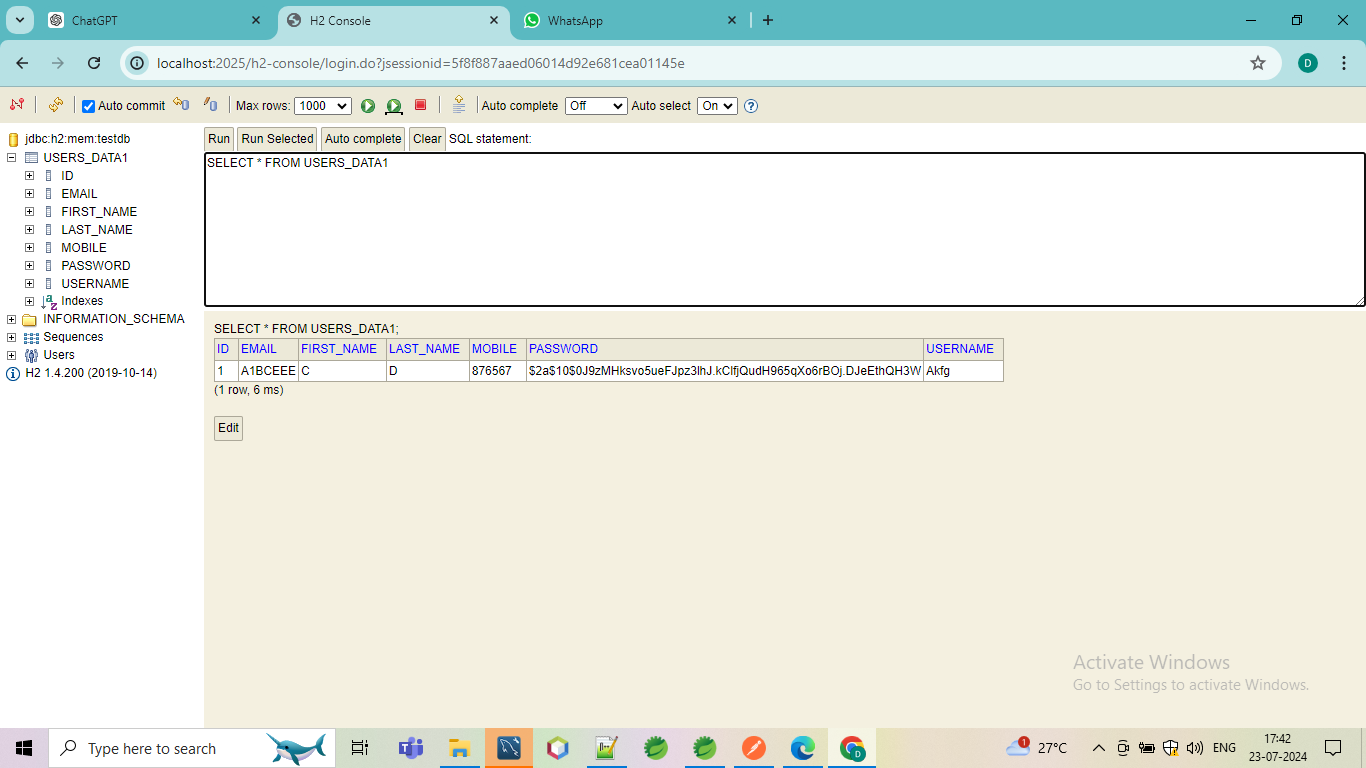 ChatGPT
H2 Console
WhatsApp
localhost:2025/h2-console/login.do?jsessionid=5f8f887aaed06014d92e681cea01145e
D
Auto commit
Max rows: 1000
Auto complete Off
Auto select On
jdbc:h2:mem:testdb
USERS_DATA1
ID
EMAIL
FIRST_NAME
LAST_NAME
MOBILE
PASSWORD
USERNAME
Indexes
INFORMATION_SCHEMA
Sequences
Users
H2 1.4.200 (2019-10-14)
Run Run Selected Auto complete Clear SQL statement:
SELECT * FROM USERS_DATA1
SELECT * FROM USERS_DATA1;
ID EMAIL FIRST_NAME LAST_NAME MOBILE PASSWORD USERNAME
1 A1BCEEE C D 876567 $2a$10$0J9zMHksvo5ueFJpz3lhJ.kClfjQudH965qXo6rBOj.DJeEthQH3W Akfg
(1 row, 6 ms)
Edit
Activate Windows
Go to Settings to activate Windows.
Type here to search
1
27°C
ENG
17:42
23-07-2024